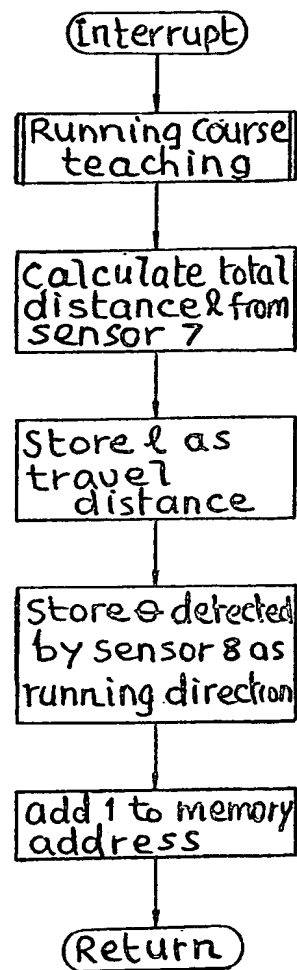 Interrupt
Running Course
teaching
Calculate total
distance ℓ from
sensor 7
Store ℓ as
travel
distance
Store θ detected
by sensor 8 as
running direction
add 1 to memory
address
Return